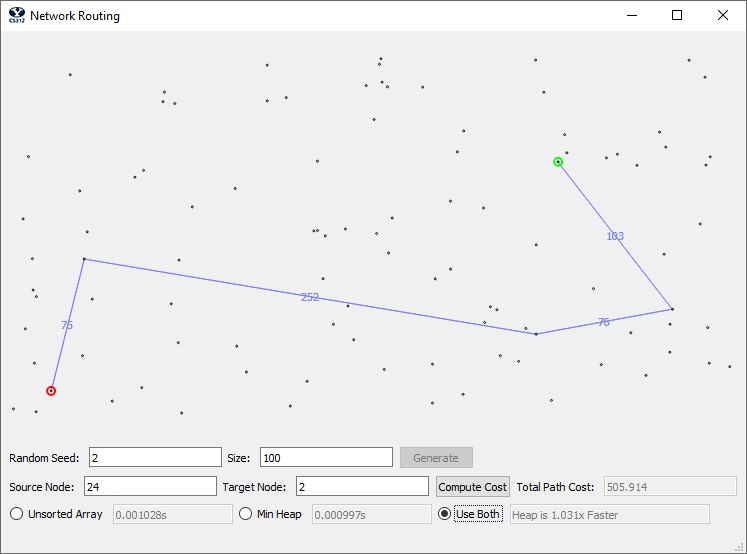 CS312 Network Routing
103
252
75
76
Random Seed: 2 Size: 100 Generate
Source Node: 24 Target Node: 2 Compute Cost Total Path Cost: 505.914
Unsorted Array 0.001028s Min Heap 0.000997s Use Both Heap is 1.031x Faster